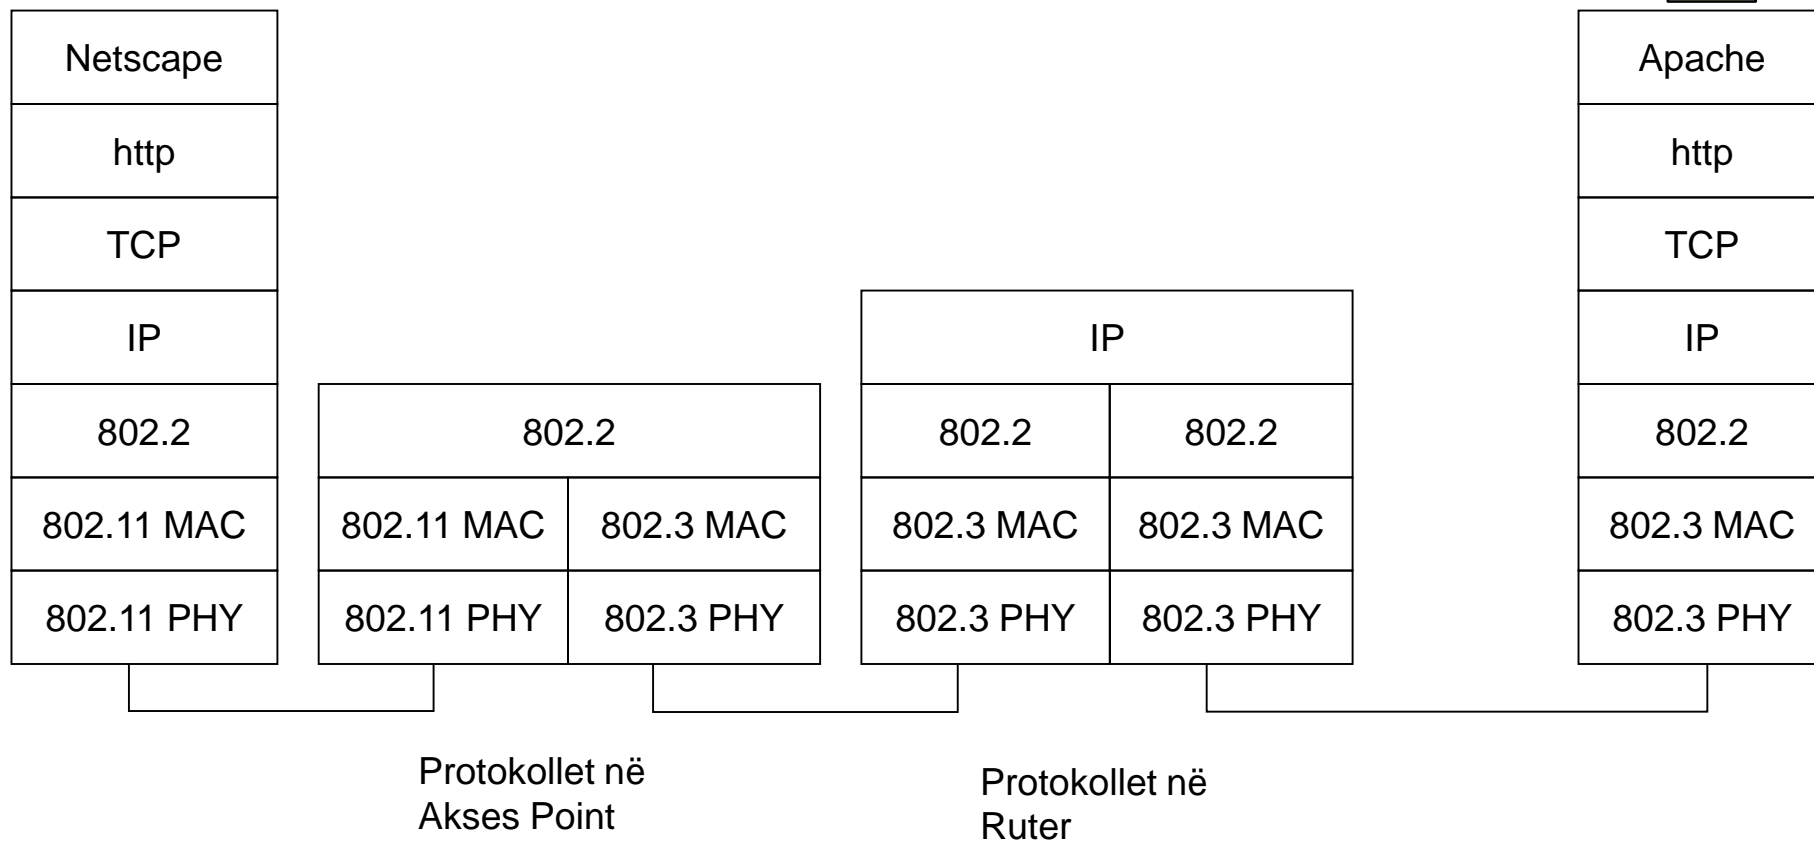 Netscape
http
TCP
IP
802.2
802.11 MAC
802.11 PHY
802.2
802.11 MAC
802.3 MAC
802.11 PHY
802.3 PHY
IP
802.2
802.2
802.3 MAC
802.3 MAC
802.3 PHY
802.3 PHY
Apache
http
TCP
IP
802.2
802.3 MAC
802.3 PHY
Protokollet në
Akses Point
Protokollet në
Ruter